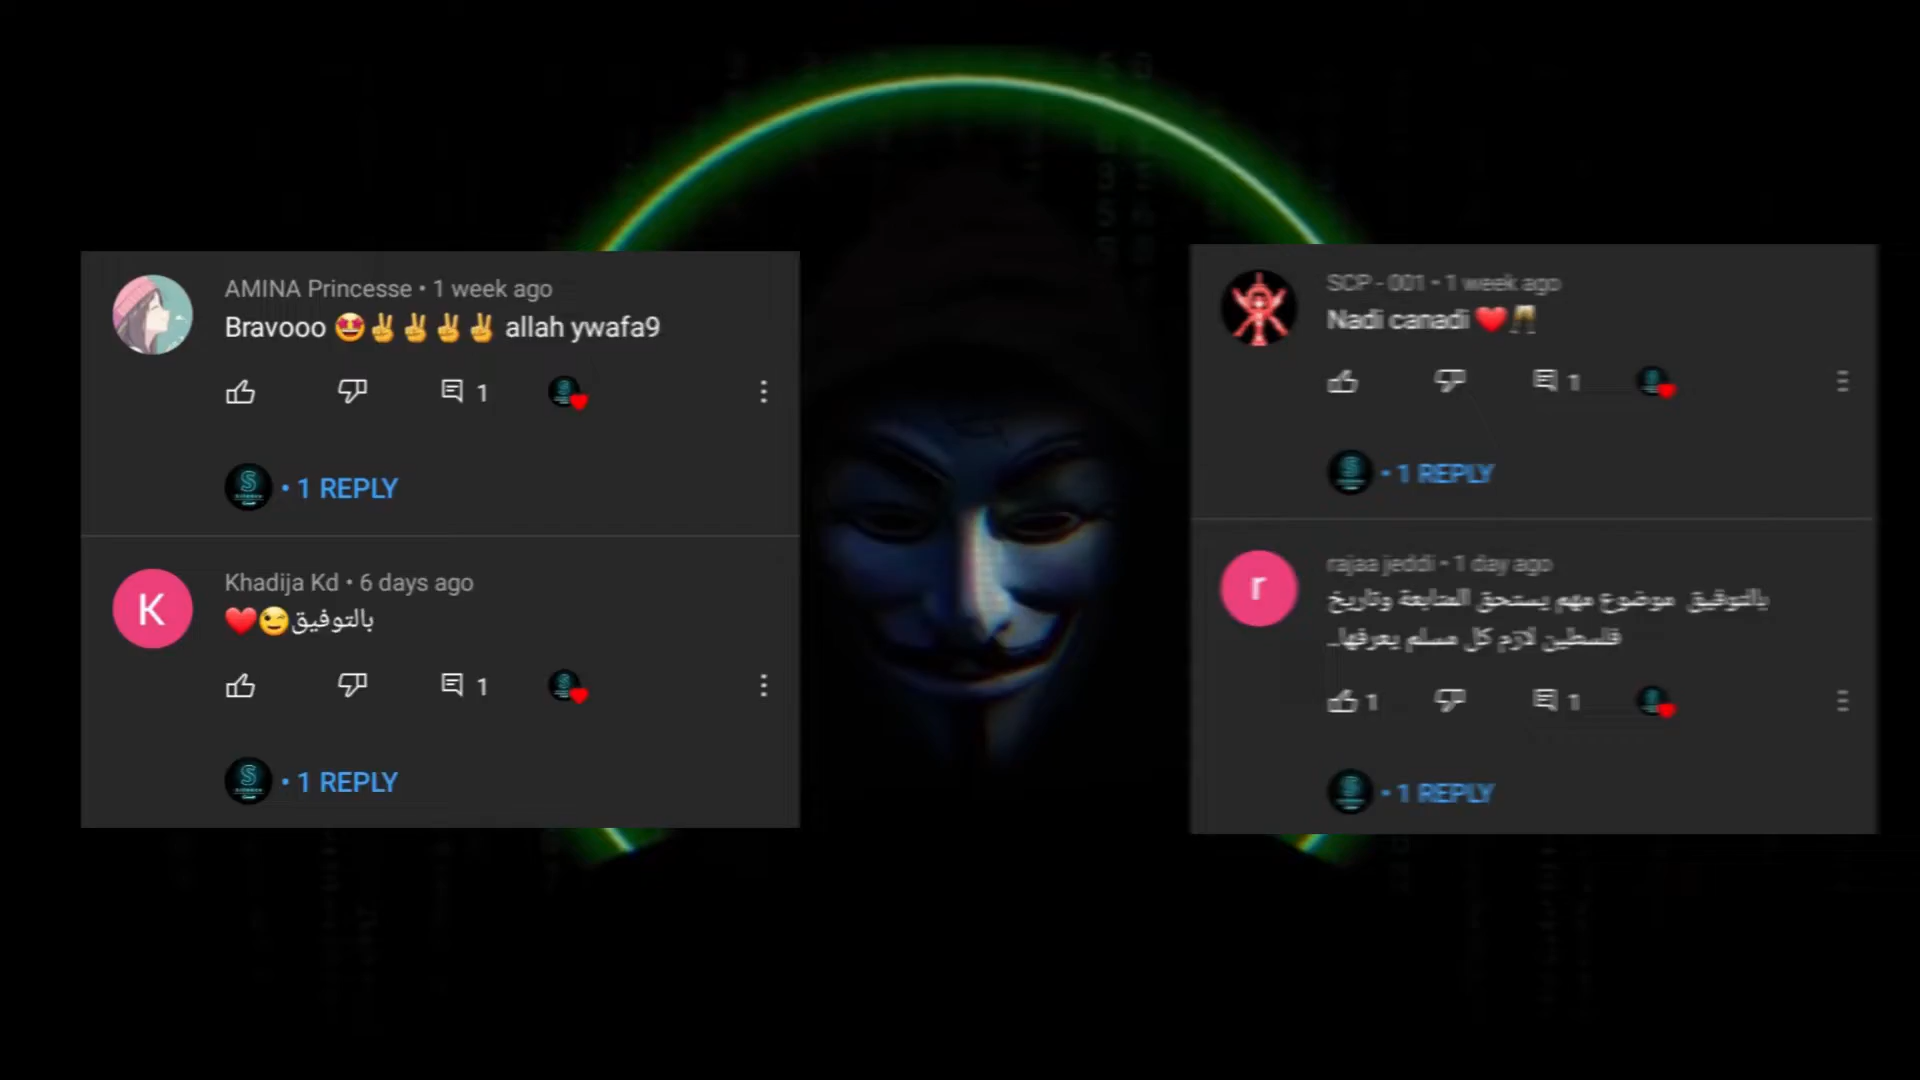 AMINA Princesse • 1 week ago
Bravooo 🤩✌✌✌✌ allah ywafa9
1
S
• 1 REPLY
K
Khadija Kd • 6 days ago
بالتوفيق😉❤️
1
S
• 1 REPLY
SCP - 001 • 1 week ago
Nadi canadi ❤️🥂
1
• 1 REPLY
r
rajaa jeddi • 1 day ago
بالتوفيق موضوع مهم يستحق المتابعة وتاريخ
فلسطين لازم كل مسلم يعرفها..
1
1
• 1 REPLY